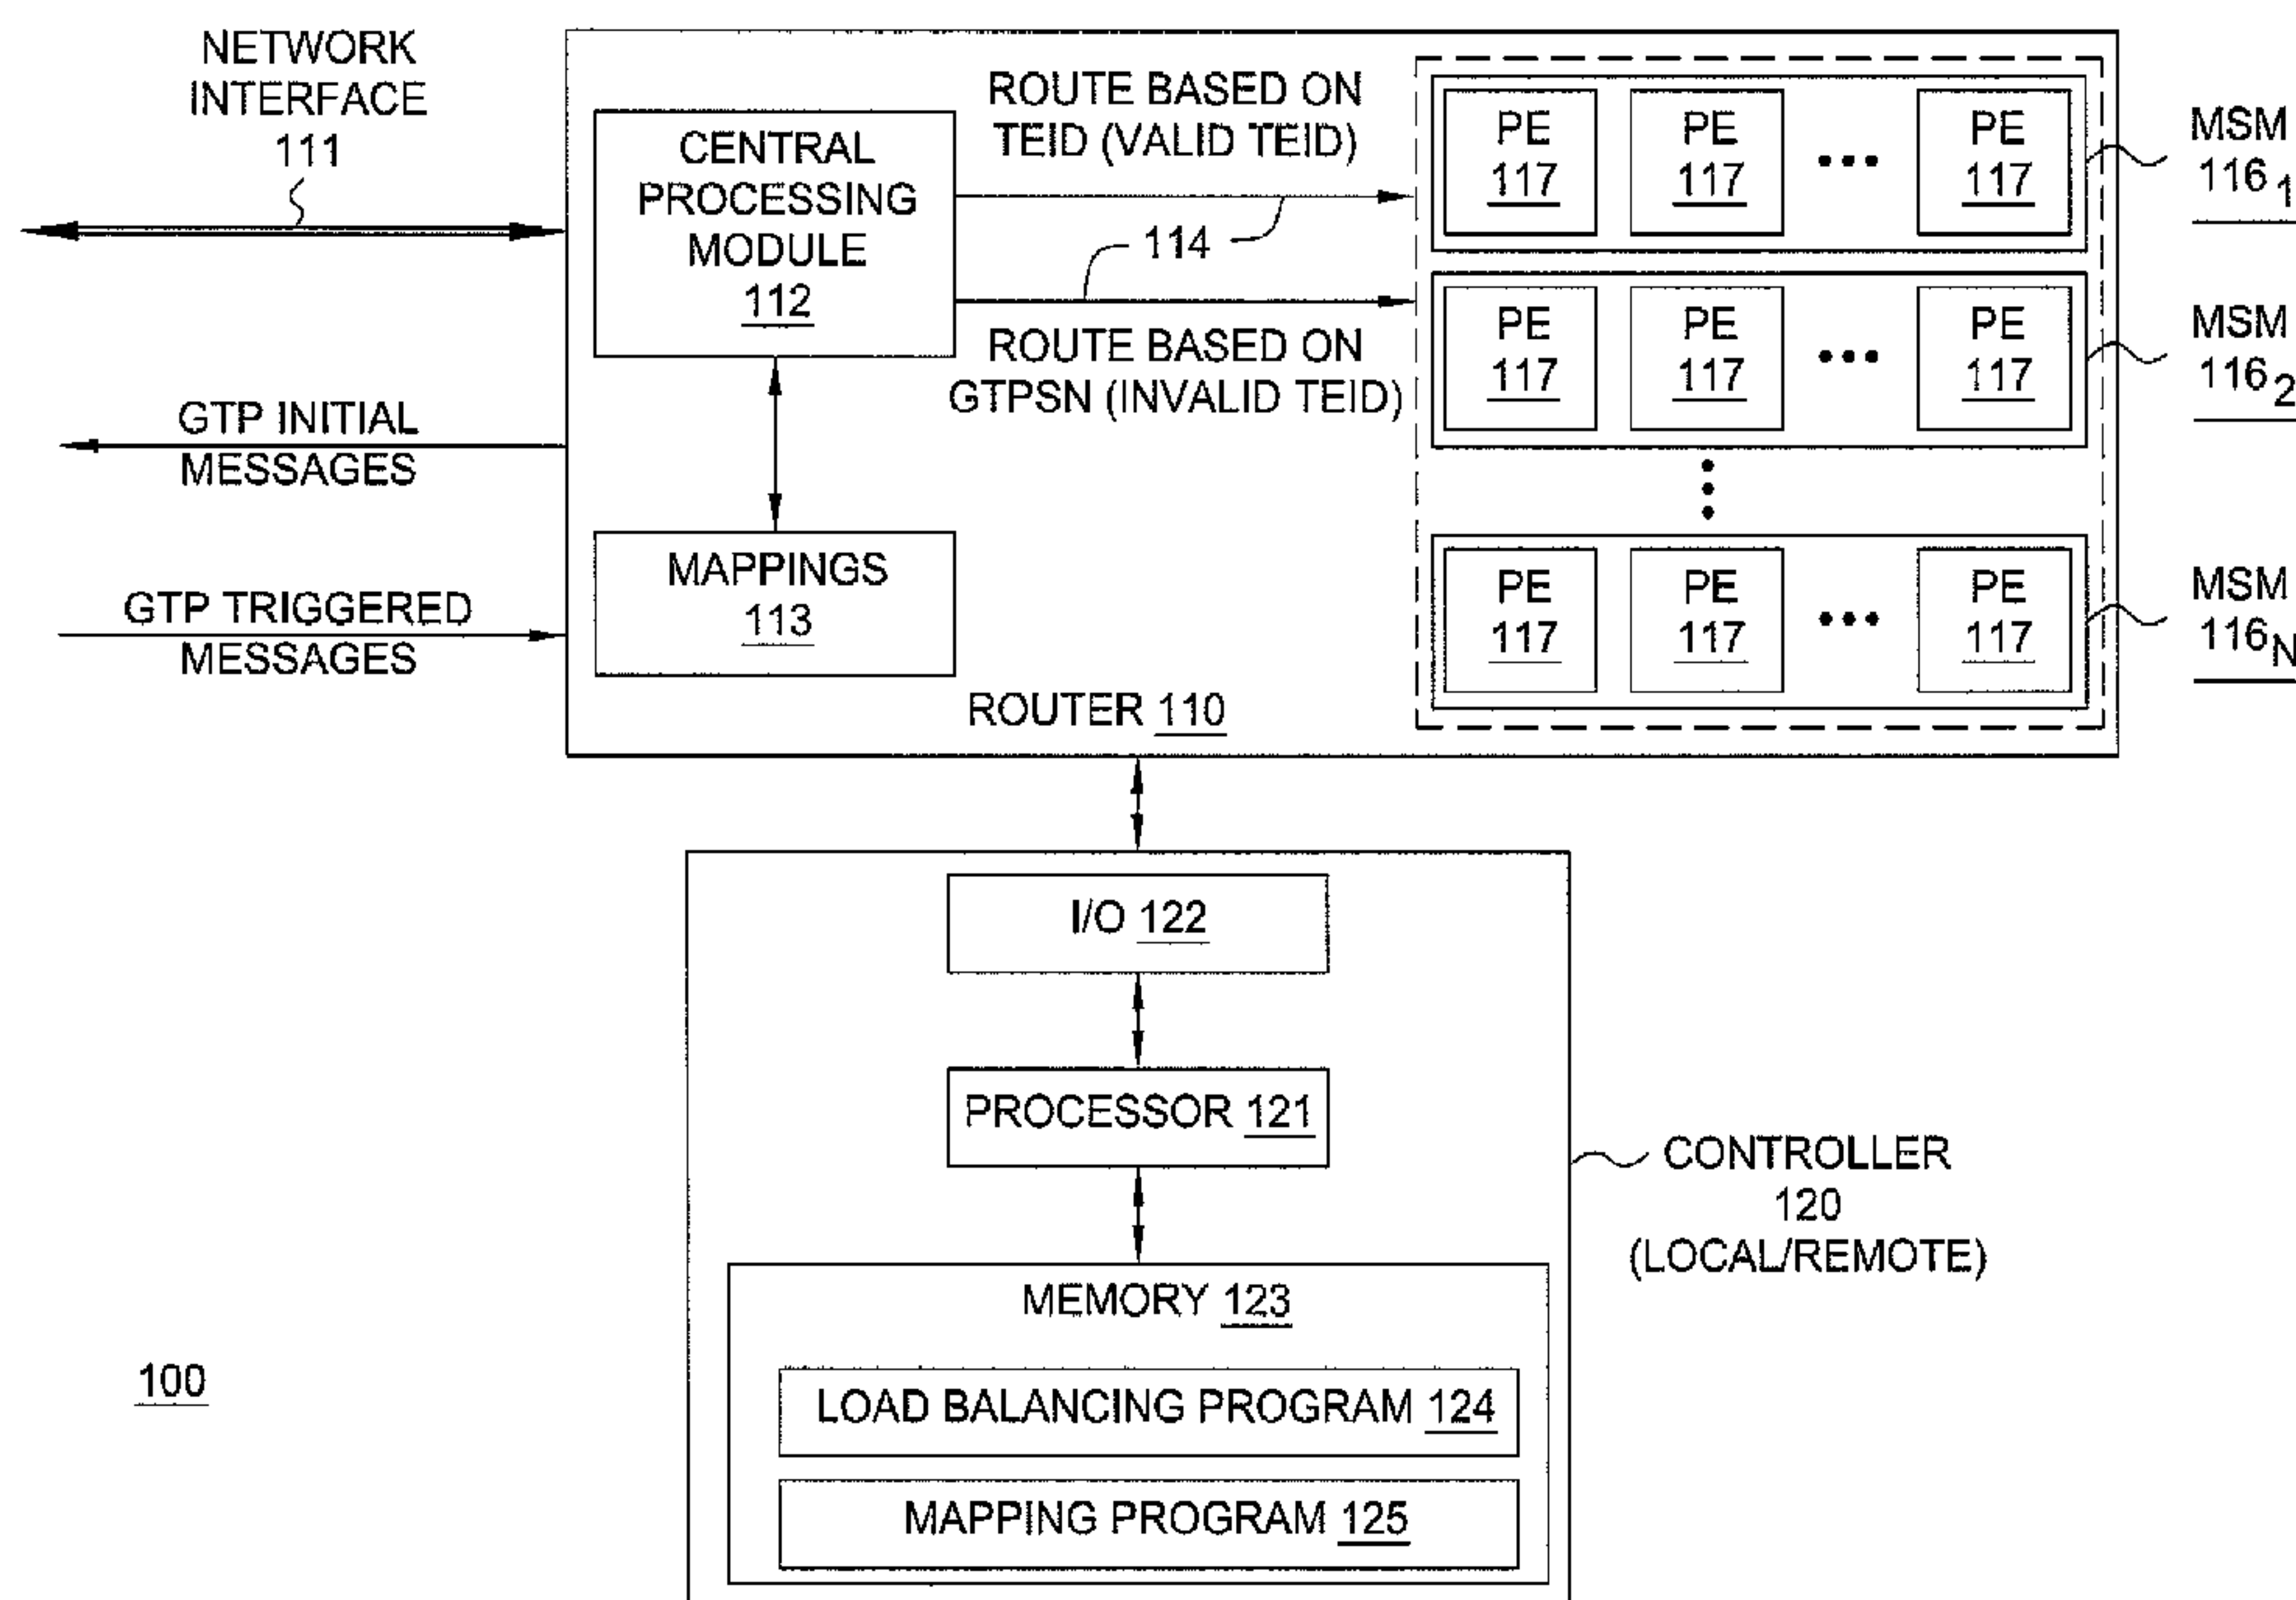 NETWORK
INTERFACE
111
GTP INITIAL
MESSAGES
GTP TRIGGERED
MESSAGES
CENTRAL
PROCESSING
MODULE
112
MAPPINGS
113
ROUTE BASED ON
TEID (VALID TEID)
114
ROUTE BASED ON
GTPSN (INVALID TEID)
PE PE ••• PE
117 117 117
MSM
116 1
PE PE ••• PE
117 117 117
MSM
116 2
PE PE ••• PE
117 117 117
MSM
116 N
ROUTER 110
I/O 122
PROCESSOR 121
CONTROLLER
120
(LOCAL/REMOTE)
MEMORY 123
LOAD BALANCING PROGRAM 124
MAPPING PROGRAM 125
100